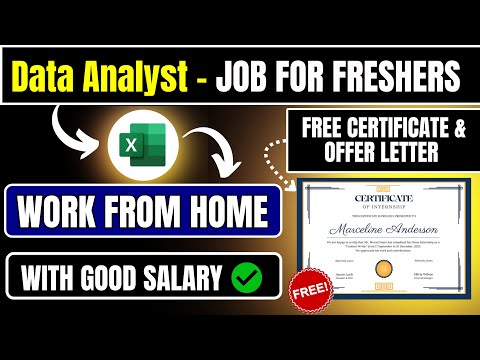 Data Analyst - JOB FOR FRESHERS
FREE CERTIFICATE &
OFFER LETTER
X
WORK FROM HOME
WITH GOOD SALARY
CERTIFICATE
OF INTERNSHIP
Marceline Anderson
FREE!